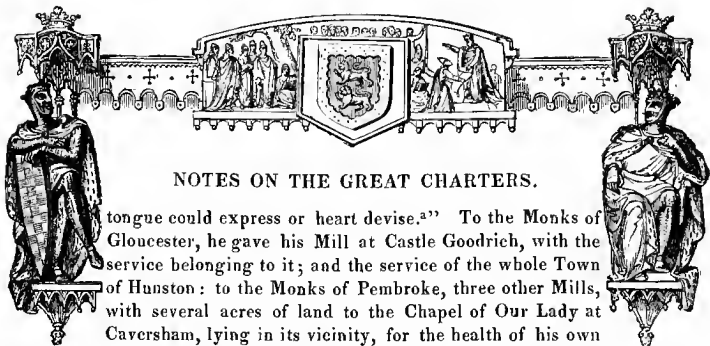 NOTES ON THE GREAT CHARTERS.
tongue could express or heart devise.ᵃ” To the Monks of
Gloucester, he gave his Mill at Castle Goodrich, with the
service belonging to it; and the service of the whole Town
of Hunston: to the Monks of Pembroke, three other Mills,
with several acres of land to the Chapel of Our Lady at
Caversham, lying in its vicinity, for the health of his own